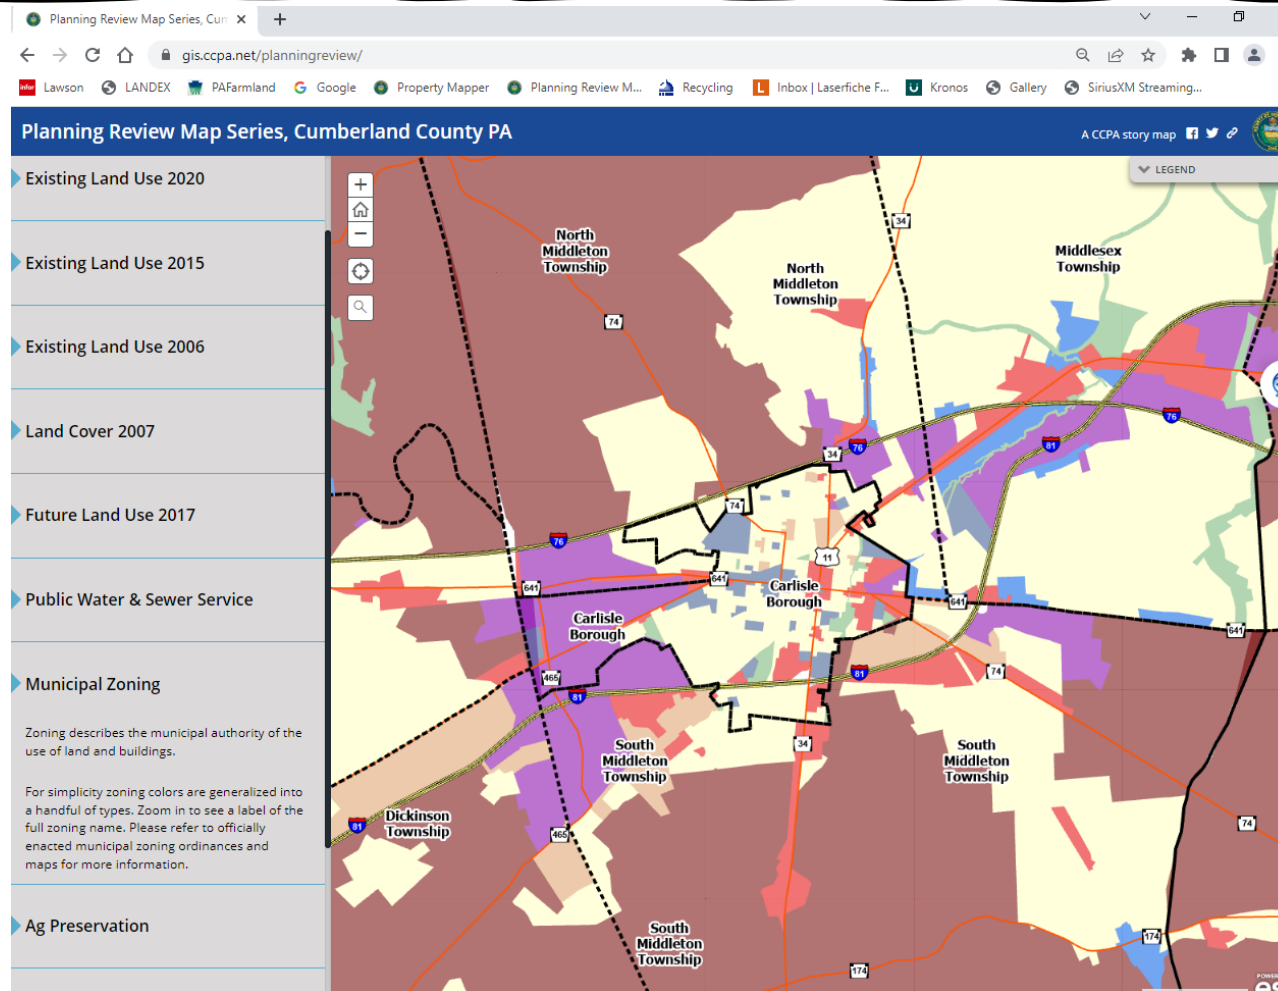 Planning Review Map Series, Cum
gis.ccpa.net/planningreview/
infor Lawson LANDEX PAFarmland Google Property Mapper Planning Review M... Recycling L Inbox | Laserfiche F... Kronos Gallery SiriusXM Streaming...
Planning Review Map Series, Cumberland County PA
A CCPA story map
Existing Land Use 2020
Existing Land Use 2015
Existing Land Use 2006
Land Cover 2007
Future Land Use 2017
Public Water & Sewer Service
Municipal Zoning
Zoning describes the municipal authority of the
use of land and buildings.
For simplicity zoning colors are generalized into
a handful of types. Zoom in to see a label of the
full zoning name. Please refer to officially
enacted municipal zoning ordinances and
maps for more information.
Ag Preservation
LEGEND
34
North
Middleton
Township
Middlesex
Township
North
Middleton
Township
74
76
81
34
76
74
76
11
641
641
Carlisle
Borough
641
Carlisle
Borough
641
465
81
81
74
34
South
Middleton
Township
South
Middleton
Township
Dickinson
Township
81
465
74
South
Middleton
Township
174
174
POWER
es